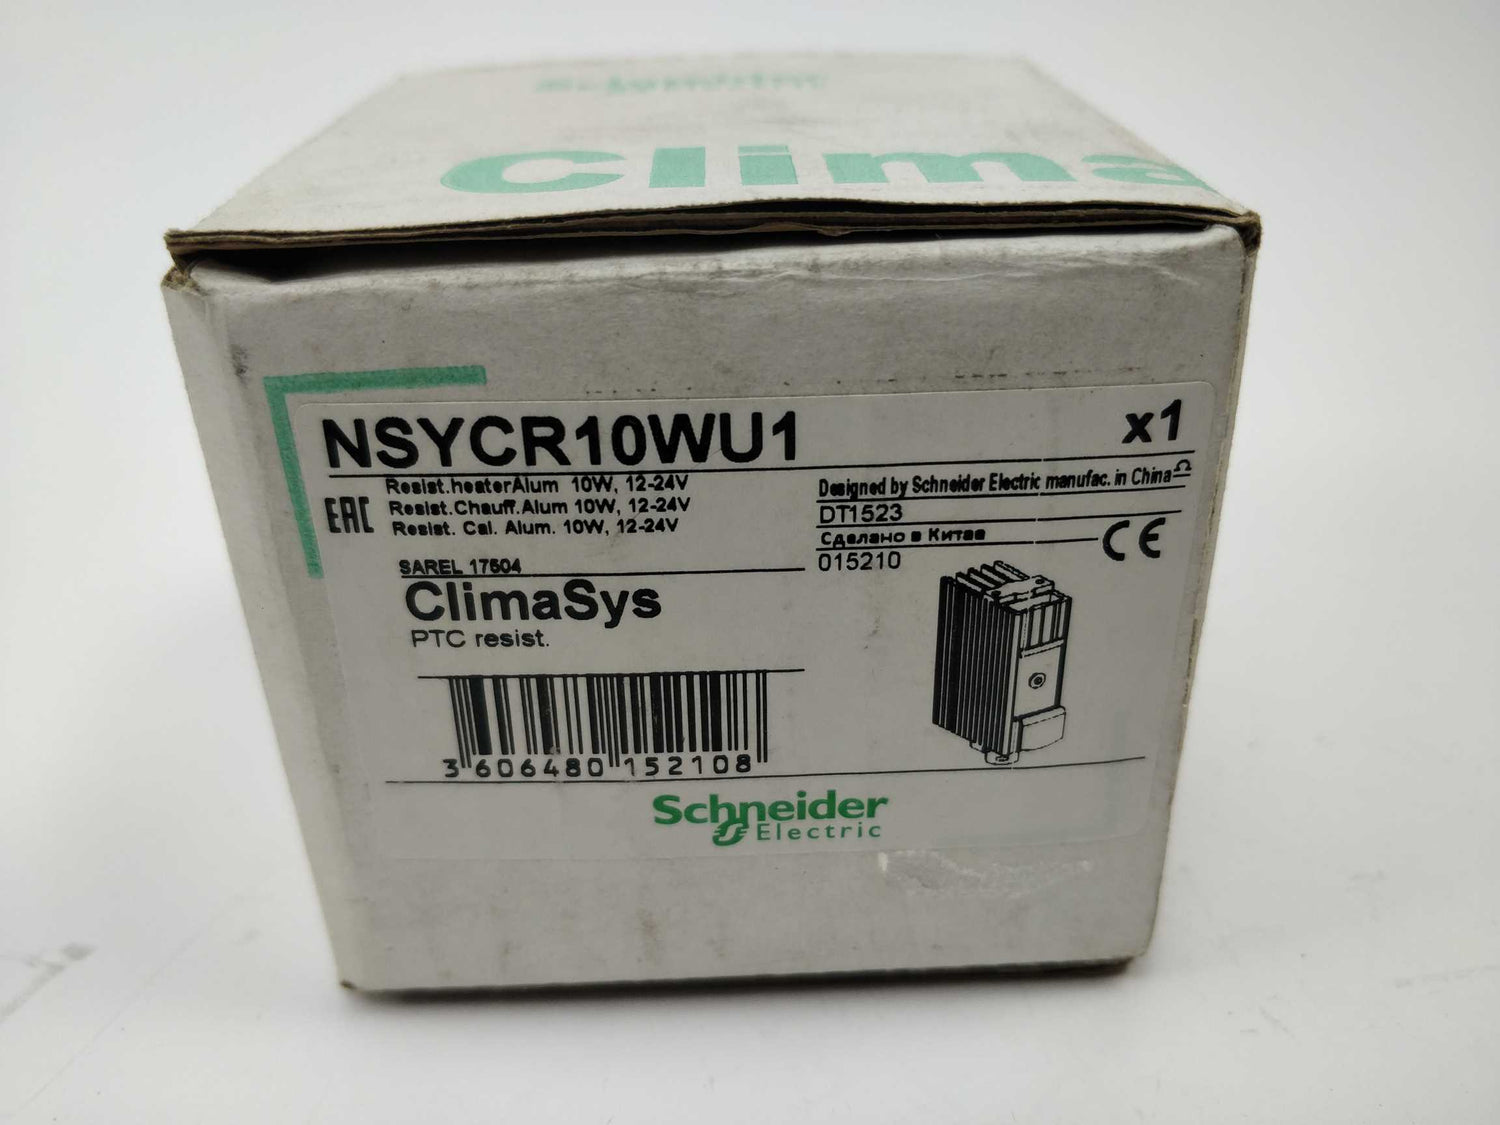 Clima
NSYCR10WU1 x1
EAC
Resist.heaterAlum 10W, 12-24V
Resist.Chauff.Alum 10W, 12-24V
Resist. Cal. Alum. 10W, 12-24V
Designed by Schneider Electric manufac. in China
DT1523
Сделано в Китае
015210
CE
SAREL 17504
ClimaSys
PTC resist.
3 606480 152108
Schneider
Electric